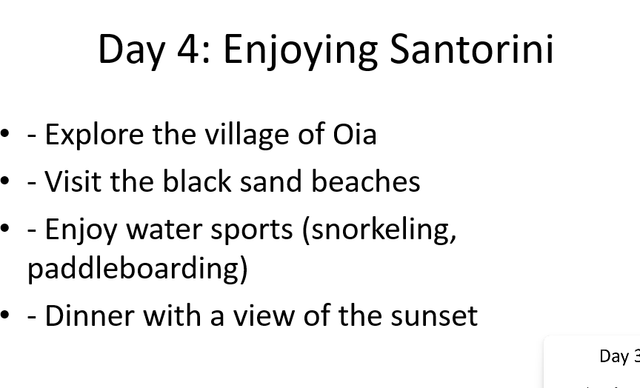 Day 4: Enjoying Santorini
• - Explore the village of Oia
• - Visit the black sand beaches
• - Enjoy water sports (snorkeling,
paddleboarding)
• - Dinner with a view of the sunset
Day 3